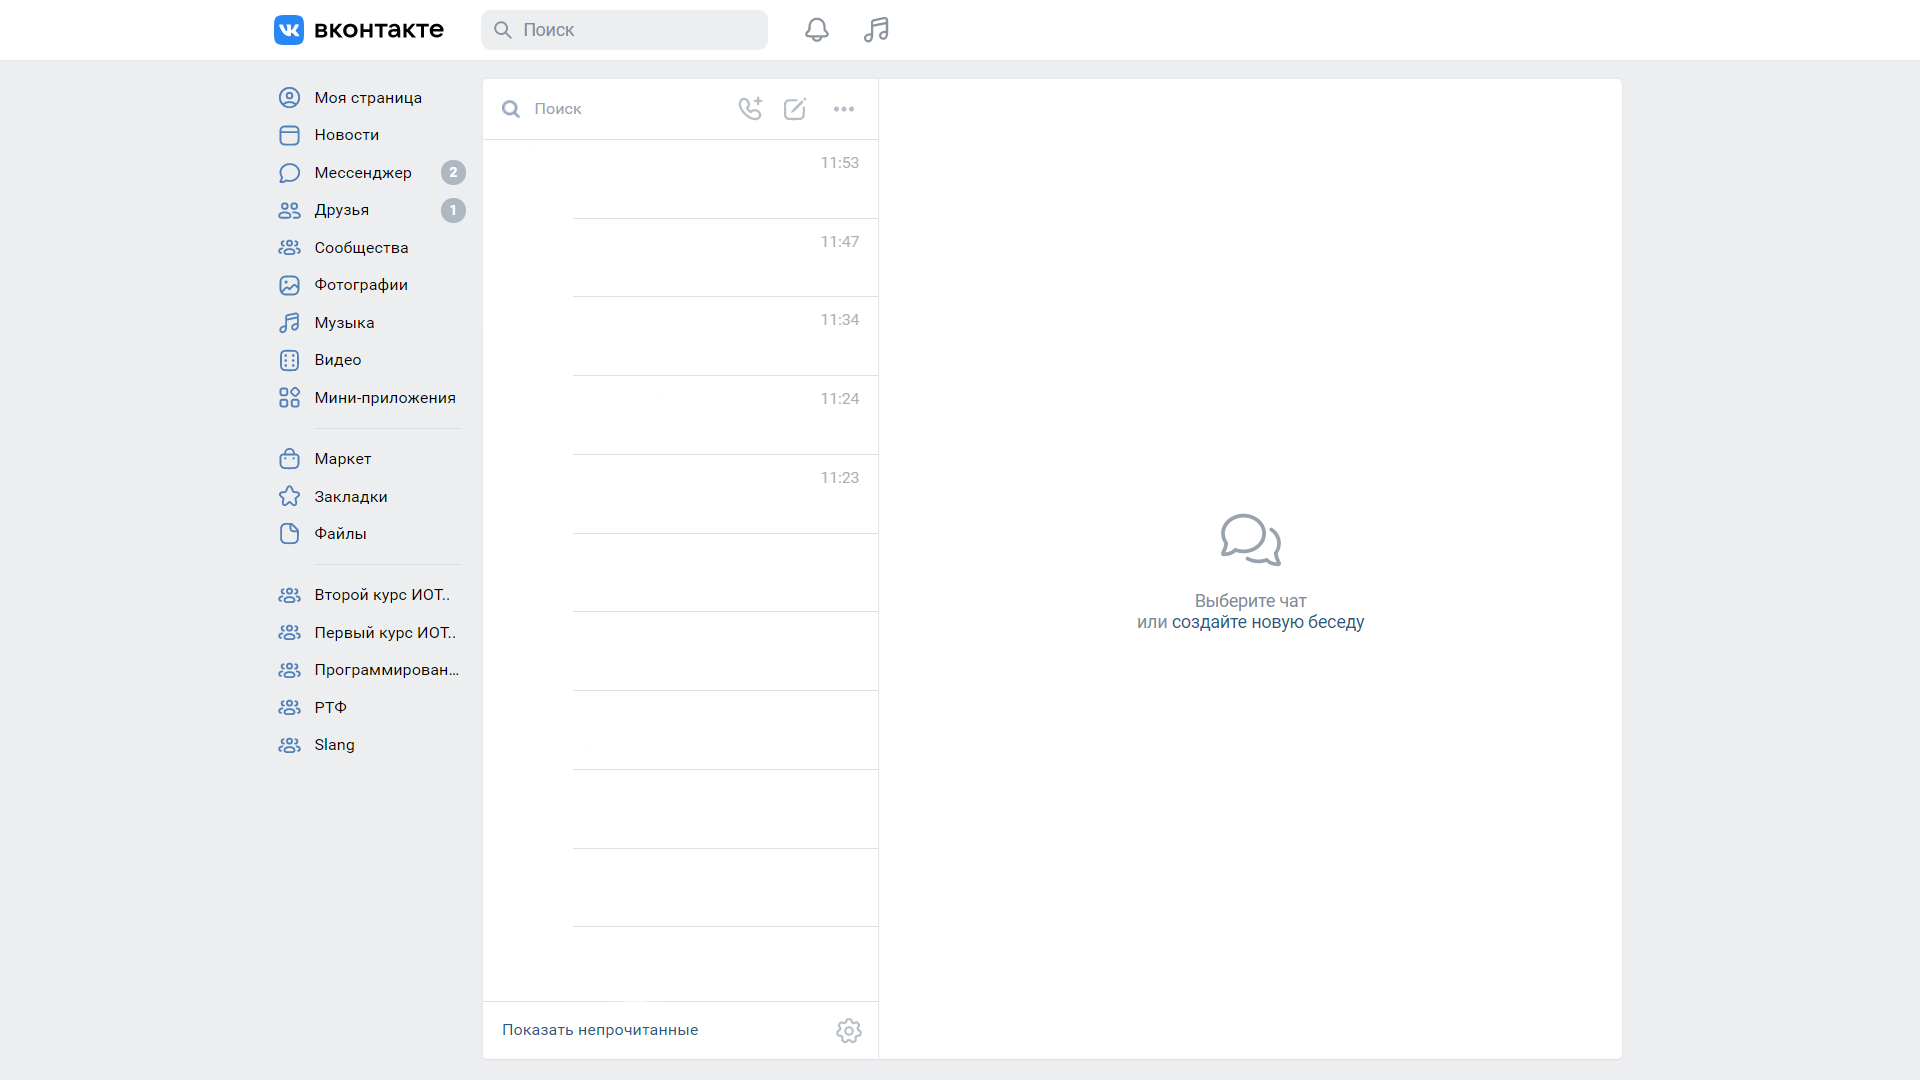 вконтакте
Поиск
Моя страница
Новости
Мессенджер 2
Друзья 1
Сообщества
Фотографии
Музыка
Видео
Мини-приложения
Маркет
Закладки
Файлы
Второй курс ИОТ..
Первый курс ИОТ..
Программирован...
РТФ
Slang
Поиск
11:53
11:47
11:34
11:24
11:23
Показать непрочитанные
Выберите чат
или создайте новую беседу